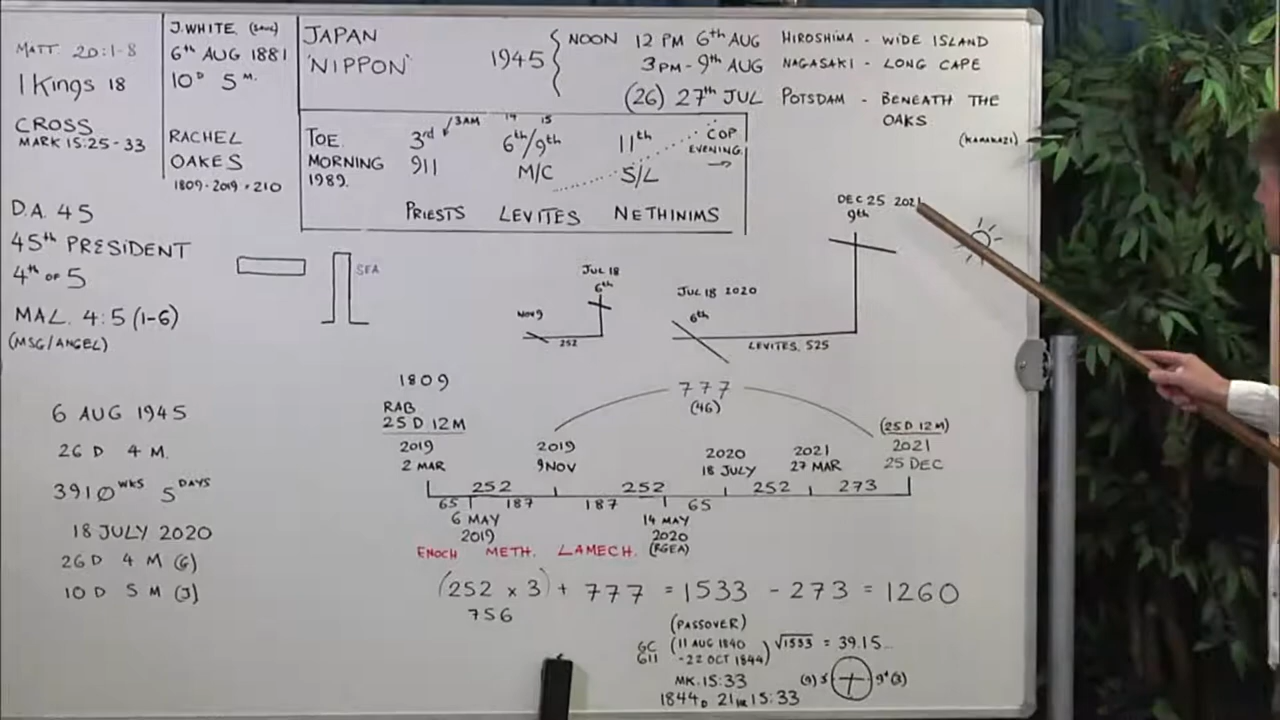 MATT. 20:1-8
1 Kings 18
CROSS
MARK 15:25-33
J. WHITE
6th AUG 1881
10D 5M.
RACHEL
OAKES
1809-2019 = 210
JAPAN
'NIPPON'
1945 {
NOON 12 PM 6th AUG HIROSHIMA - WIDE ISLAND
3PM - 9th AUG NAGASAKI - LONG CAPE
(26) 27th JUL POTSDAM - BENEATH THE
OAKS
(KAMAKAZI)
TOE.
MORNING
1989.
3AM
3rd
911
PRIESTS
14 15
6th/9th
M/C
LEVITES
11th
S/L
NETHINIMS
COP
EVENING.
D.A. 45
45th PRESIDENT
4th OF 5
MAL. 4:5 (1-6)
(MSG/ANGEL)
SEA
NOV 9
252
JUL 18
6th
JUL 18 2020
6th
LEVITES, 525
DEC 25 2021
9th
6 AUG 1945
26 D 4 M.
3910 WKS 5 DAYS
18 JULY 2020
26 D 4 M (G)
10 D 5 M (J)
1809
RAB
25 D 12 M
2019
2 MAR
777
(46)
2019
9 NOV
2020
18 JULY
2021
27 MAR
(25 D 12 M)
2021
25 DEC
252 252 252 273
65 187 187 65
6 MAY
2019
14 MAY
2020
(RGEA)
ENOCH METH. LAMECH.
(252 x 3) + 777 = 1533 - 273 = 1260
756
(PASSOVER)
GC
611
(11 AUG 1840
-22 OCT 1844)
√1533 = 39.15...
MK. 15:33
1844D 21HR 15:33